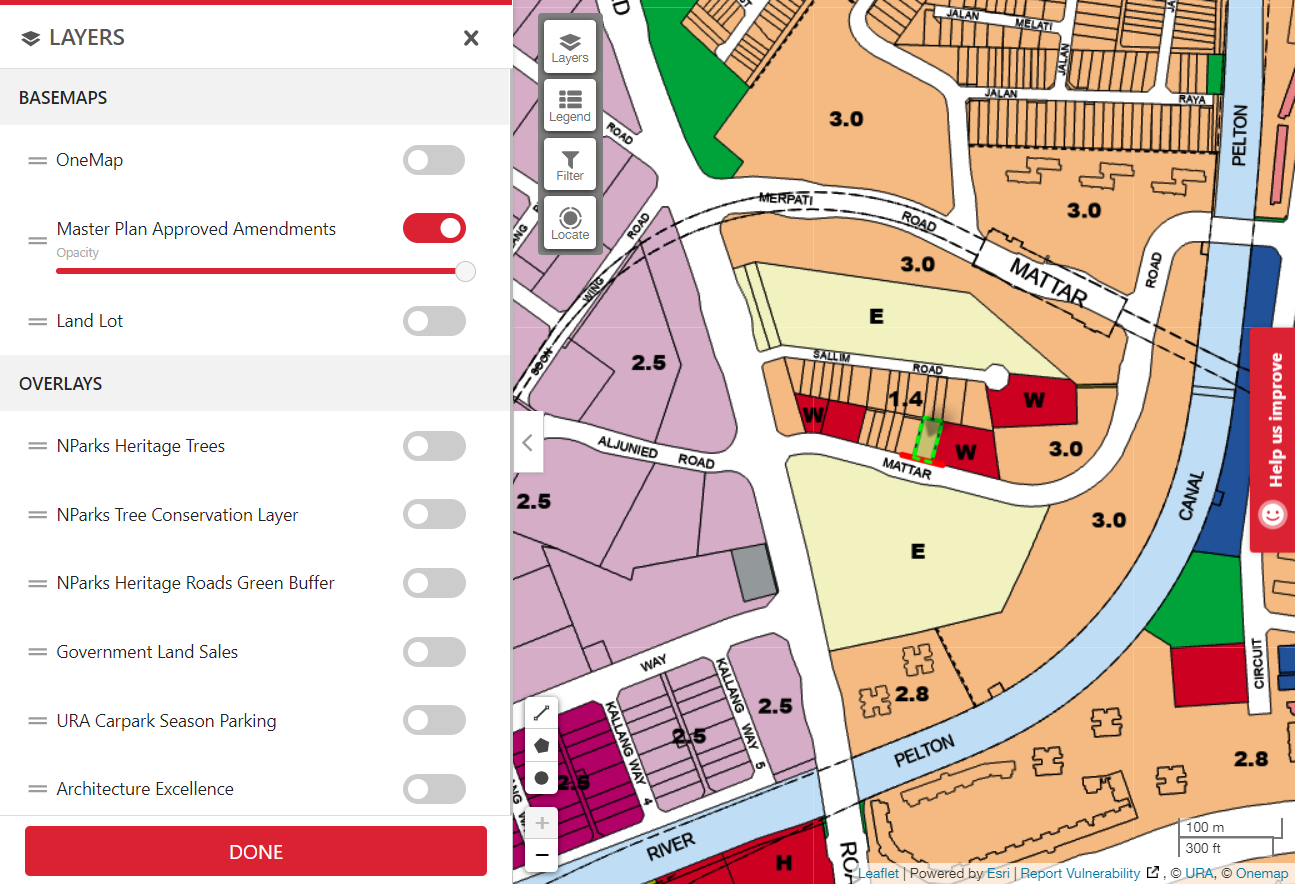 LAYERS
BASEMAPS
OneMap
Master Plan Approved Amendments
Opacity
Land Lot
OVERLAYS
NParks Heritage Trees
NParks Tree Conservation Layer
NParks Heritage Roads Green Buffer
Government Land Sales
URA Carpark Season Parking
Architecture Excellence
DONE
Layers
Legend
Filter
Locate
JALAN MELATI
JALAN
JALAN RAYA
3.0
PELTON
ROAD
3.0
MERPATI ROAD
3.0
MATTAR
ROAD
ROAD
SOON WING ROAD
E
SALLIM ROAD
2.5
1.4
W
W
W
3.0
ALJUNIED ROAD
MATTAR
2.5
CANAL
3.0
E
WAY
KALLANG WAY 4
KALLANG WAY 5
2.5
2.5
2.5
2.8
PELTON
CIRCUIT
2.8
RIVER
H
Help us improve
100 m
300 ft
Leaflet | Powered by Esri | Report Vulnerability , © URA, © Onemap